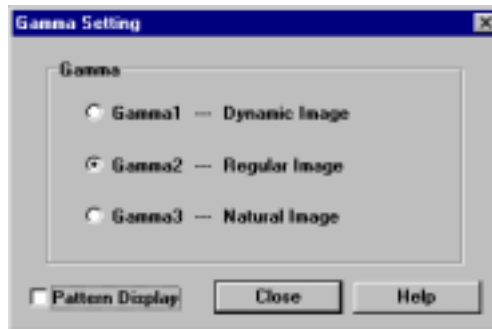 Gamma Setting
Gamma
Gamma1 --- Dynamic Image
Gamma2 --- Regular Image
Gamma3 --- Natural Image
Pattern Display Close Help